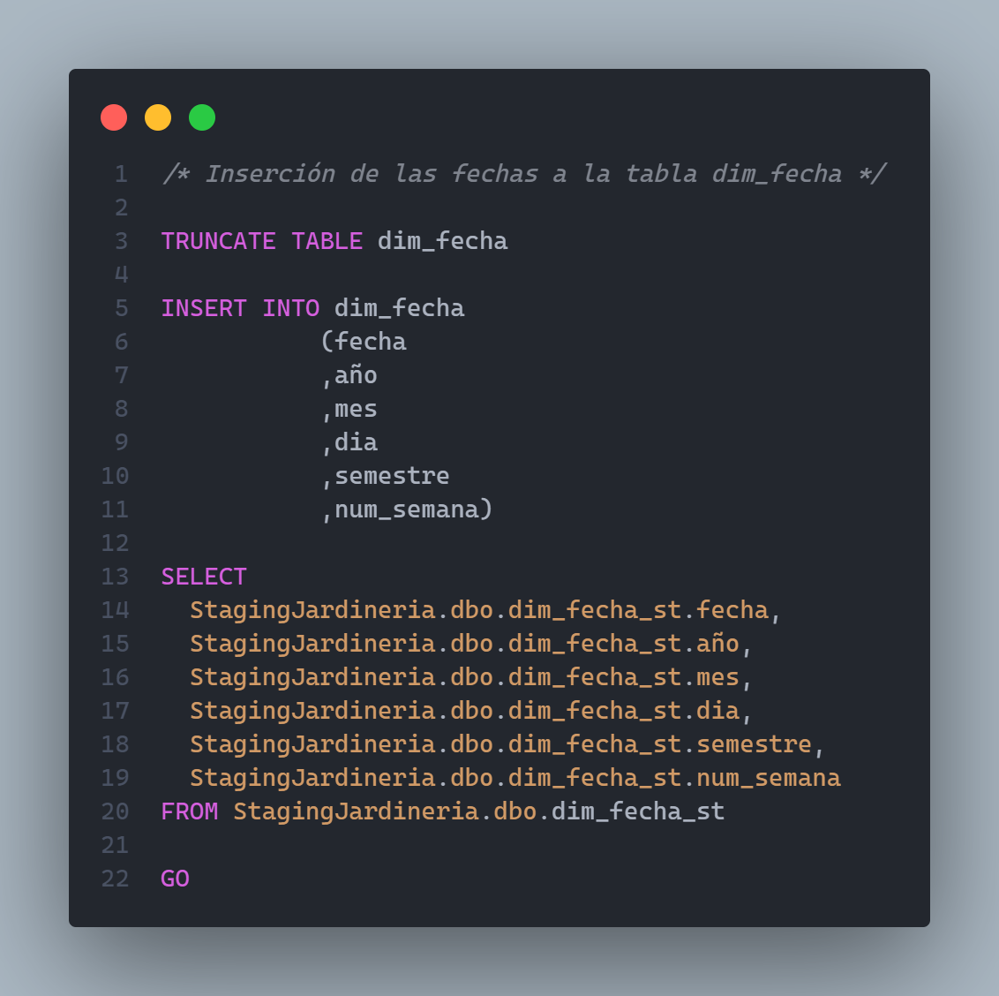 1 /* Inserción de las fechas a la tabla dim_fecha */
2
3 TRUNCATE TABLE dim_fecha
4
5 INSERT INTO dim_fecha
6 (fecha
7 ,año
8 ,mes
9 ,dia
10 ,semestre
11 ,num_semana)
12
13 SELECT
14 StagingJardineria.dbo.dim_fecha_st.fecha,
15 StagingJardineria.dbo.dim_fecha_st.año,
16 StagingJardineria.dbo.dim_fecha_st.mes,
17 StagingJardineria.dbo.dim_fecha_st.dia,
18 StagingJardineria.dbo.dim_fecha_st.semestre,
19 StagingJardineria.dbo.dim_fecha_st.num_semana
20 FROM StagingJardineria.dbo.dim_fecha_st
21
22 GO